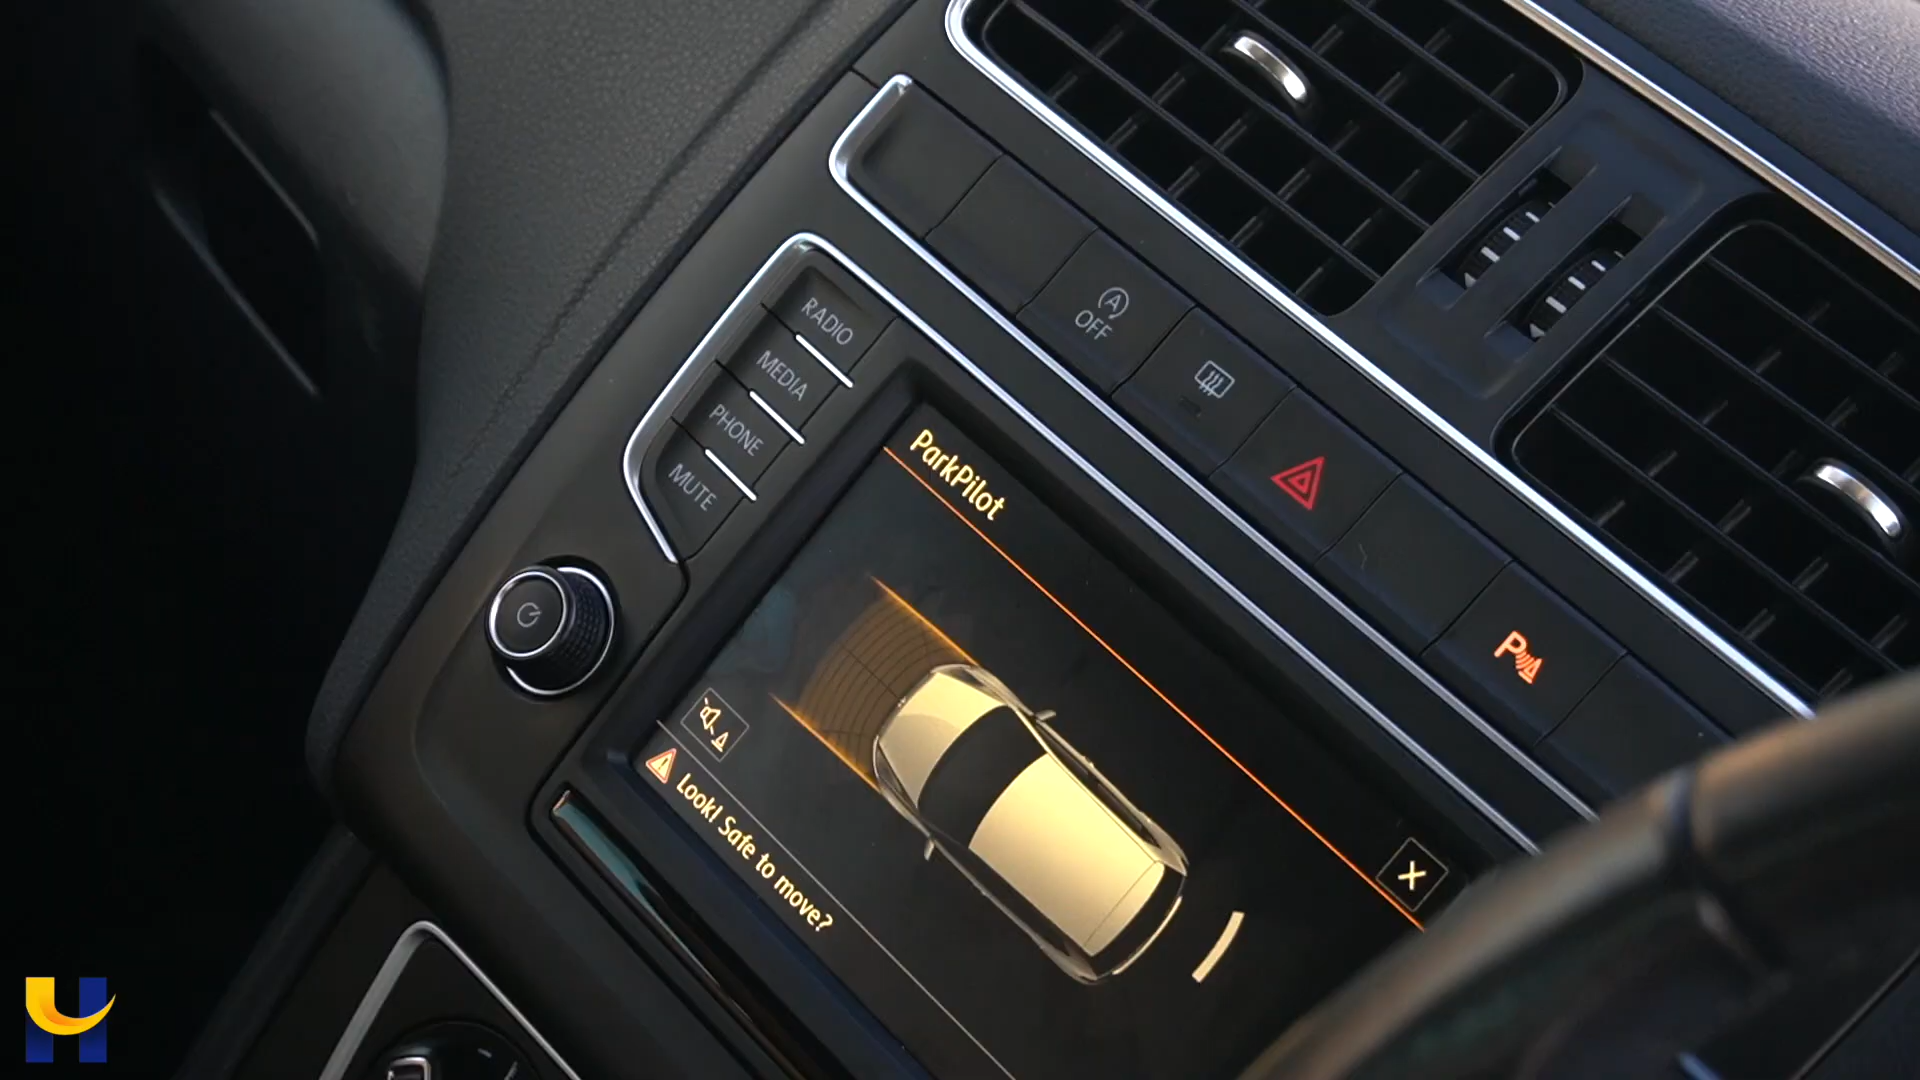 OFF
RADIO
MEDIA
PHONE
MUTE
ParkPilot
P
Look! Safe to move?